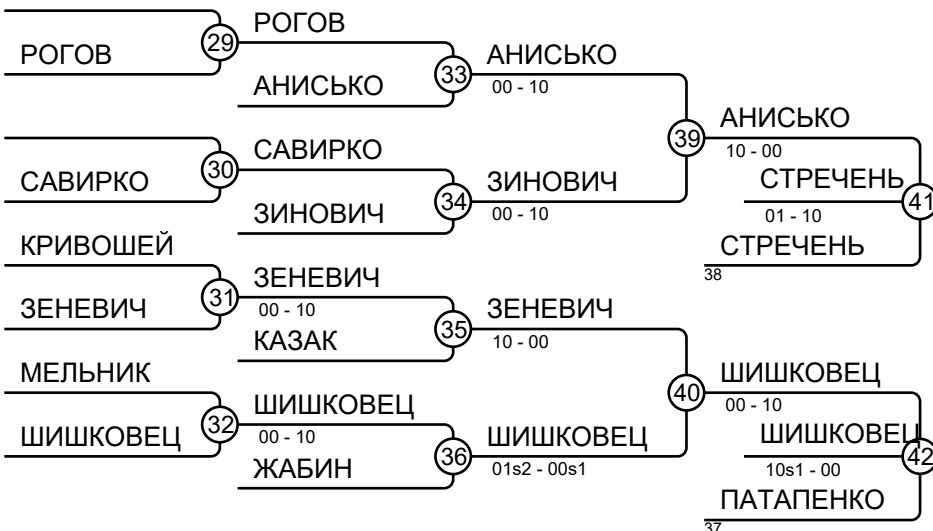 РОГОВ
29
РОГОВ
АНИСЬКО
33
АНИСЬКО
00 - 10
САВИРКО
30
САВИРКО
ЗИНОВИЧ
34
ЗИНОВИЧ
00 - 10
39
АНИСЬКО
10 - 00
СТРЕЧЕНЬ
01 - 10
41
СТРЕЧЕНЬ
38
КРИВОШЕЙ
ЗЕНЕВИЧ
31
ЗЕНЕВИЧ
00 - 10
КАЗАК
35
ЗЕНЕВИЧ
10 - 00
МЕЛЬНИК
ШИШКОВЕЦ
32
ШИШКОВЕЦ
00 - 10
ЖАБИН
36
ШИШКОВЕЦ
01s2 - 00s1
40
ШИШКОВЕЦ
00 - 10
ШИШКОВЕЦ
10s1 - 00
42
ПАТАПЕНКО
37